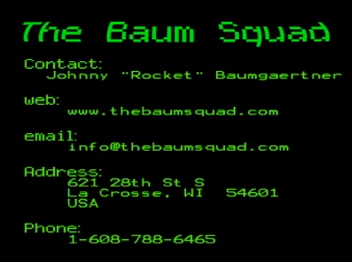 The Baum Squad
Contact:
Johnny "Rocket" Baumgaertner
web:
www.thebaumsquad.com
email:
info@thebaumsquad.com
Address:
621 28th St S
La Crosse, WI 54601
USA
Phone:
1-608-788-6465